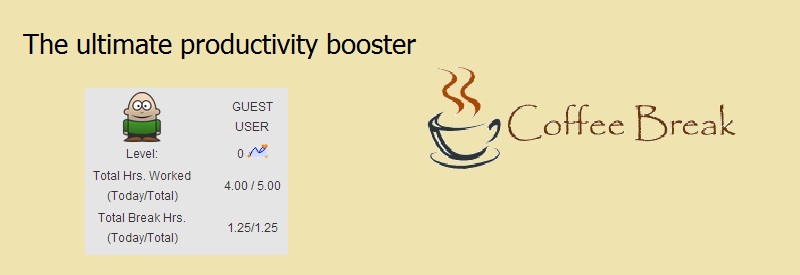 The ultimate productivity booster
Coffee Break
GUEST
USER
Level:
0
Total Hrs. Worked
(Today/Total)
4.00 / 5.00
Total Break Hrs.
(Today/Total)
1.25/1.25